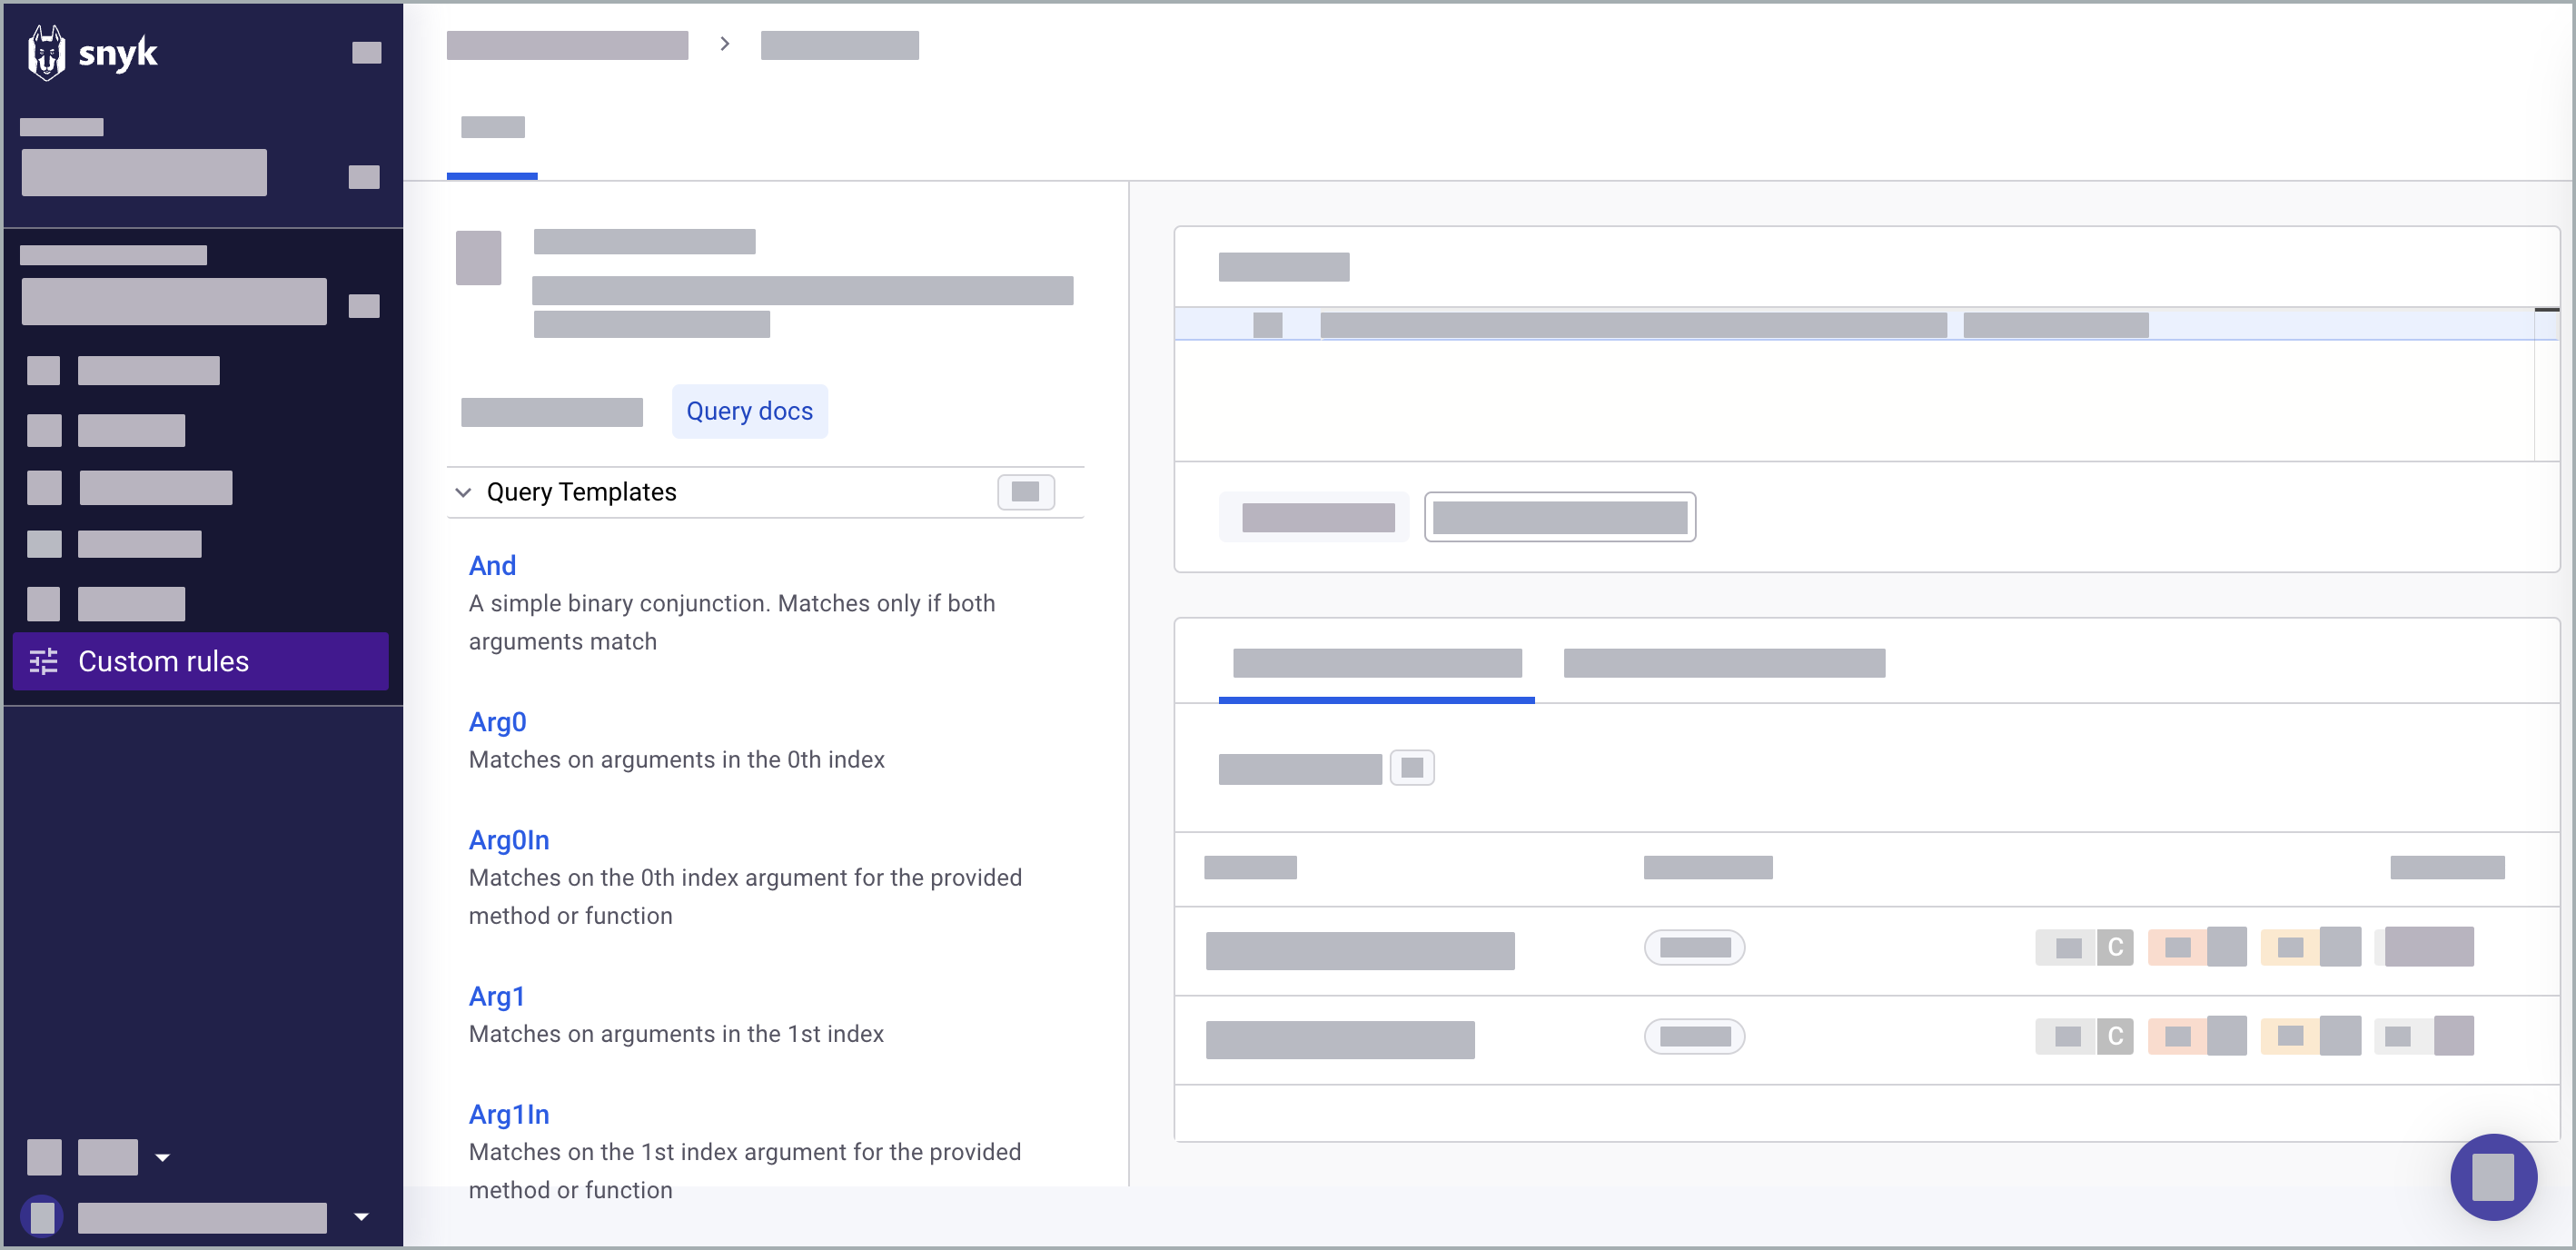 snyk
Custom rules
Query docs
Query Templates
And
A simple binary conjunction. Matches only if both
arguments match
Arg0
Matches on arguments in the 0th index
Arg0In
Matches on the 0th index argument for the provided
method or function
Arg1
Matches on arguments in the 1st index
Arg1In
Matches on the 1st index argument for the provided
method or function
C
C